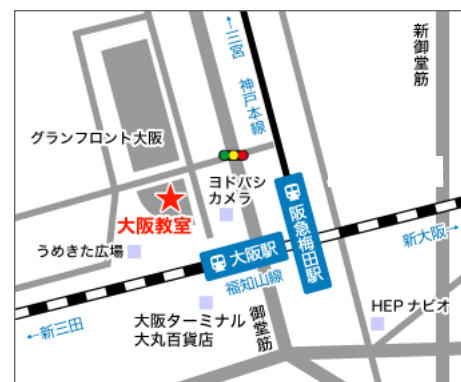 ←三宮
神戸本線
新御堂筋
グランフロント大阪
ヨドバシ
カメラ
大阪教室
うめきた広場
大阪駅
阪急梅田駅
新大阪→
福知山線
←新三田
大阪ターミナル
大丸百貨店
御堂筋
HEP ナビオ